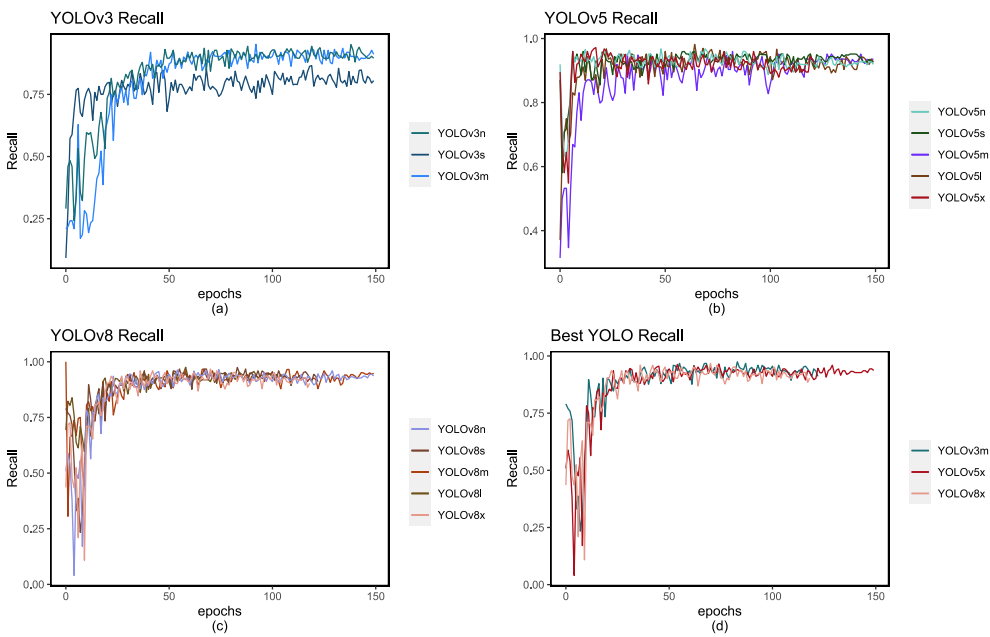 YOLOv3 Recall
Recall
0.75
0.50
0.25
0
50
100
150
epochs
(a)
YOLOv3n
YOLOv3s
YOLOv3m
YOLOv5 Recall
Recall
1.0
0.8
0.6
0.4
0
50
100
150
epochs
(b)
YOLOv5n
YOLOv5s
YOLOv5m
YOLOv5l
YOLOv5x
YOLOv8 Recall
Recall
1.00
0.75
0.50
0.25
0.00
0
50
100
150
epochs
(c)
YOLOv8n
YOLOv8s
YOLOv8m
YOLOv8l
YOLOv8x
Best YOLO Recall
Recall
1.00
0.75
0.50
0.25
0.00
0
50
100
150
epochs
(d)
YOLOv3m
YOLOv5x
YOLOv8x